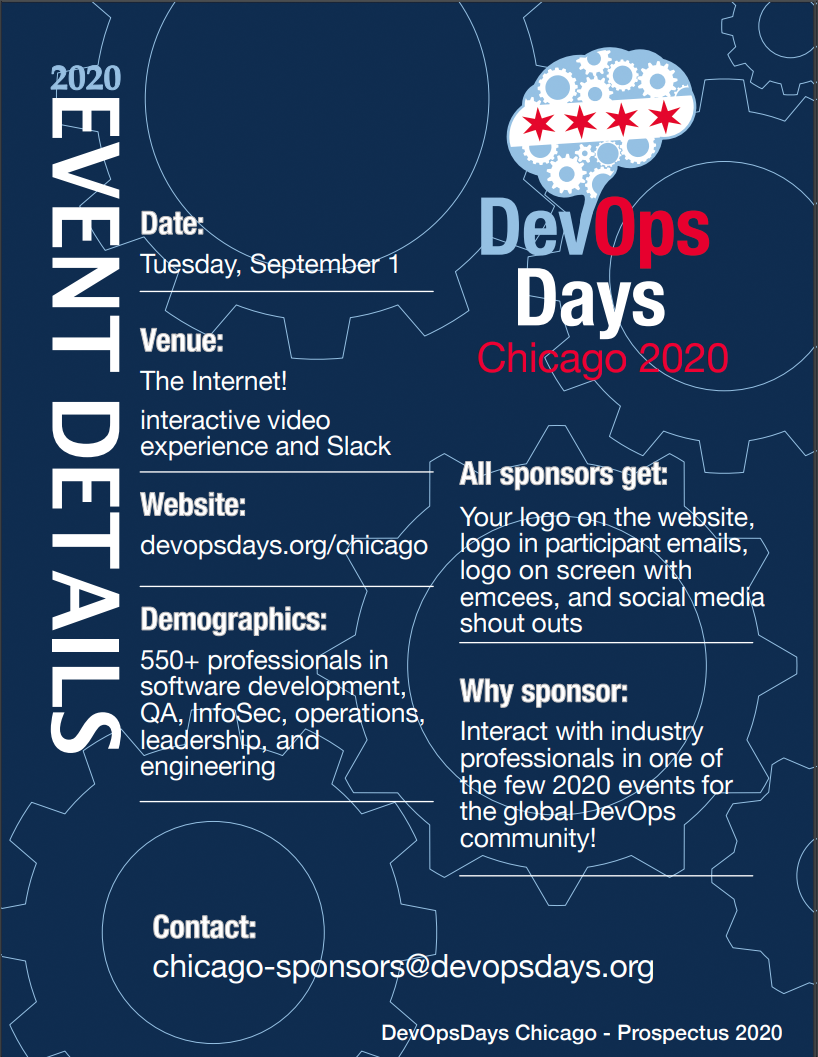 2020
EVENT DETAILS
DevOps
Days
Chicago 2020
Date:
Tuesday, September 1
Venue:
The Internet!
interactive video
experience and Slack
Website:
devopsdays.org/chicago
Demographics:
550+ professionals in
software development,
QA, InfoSec, operations,
leadership, and
engineering
All sponsors get:
Your logo on the website,
logo in participant emails,
logo on screen with
emcees, and social media
shout outs
Why sponsor:
Interact with industry
professionals in one of
the few 2020 events for
the global DevOps
community!
Contact:
chicago-sponsors@devopsdays.org
DevOpsDays Chicago - Prospectus 2020